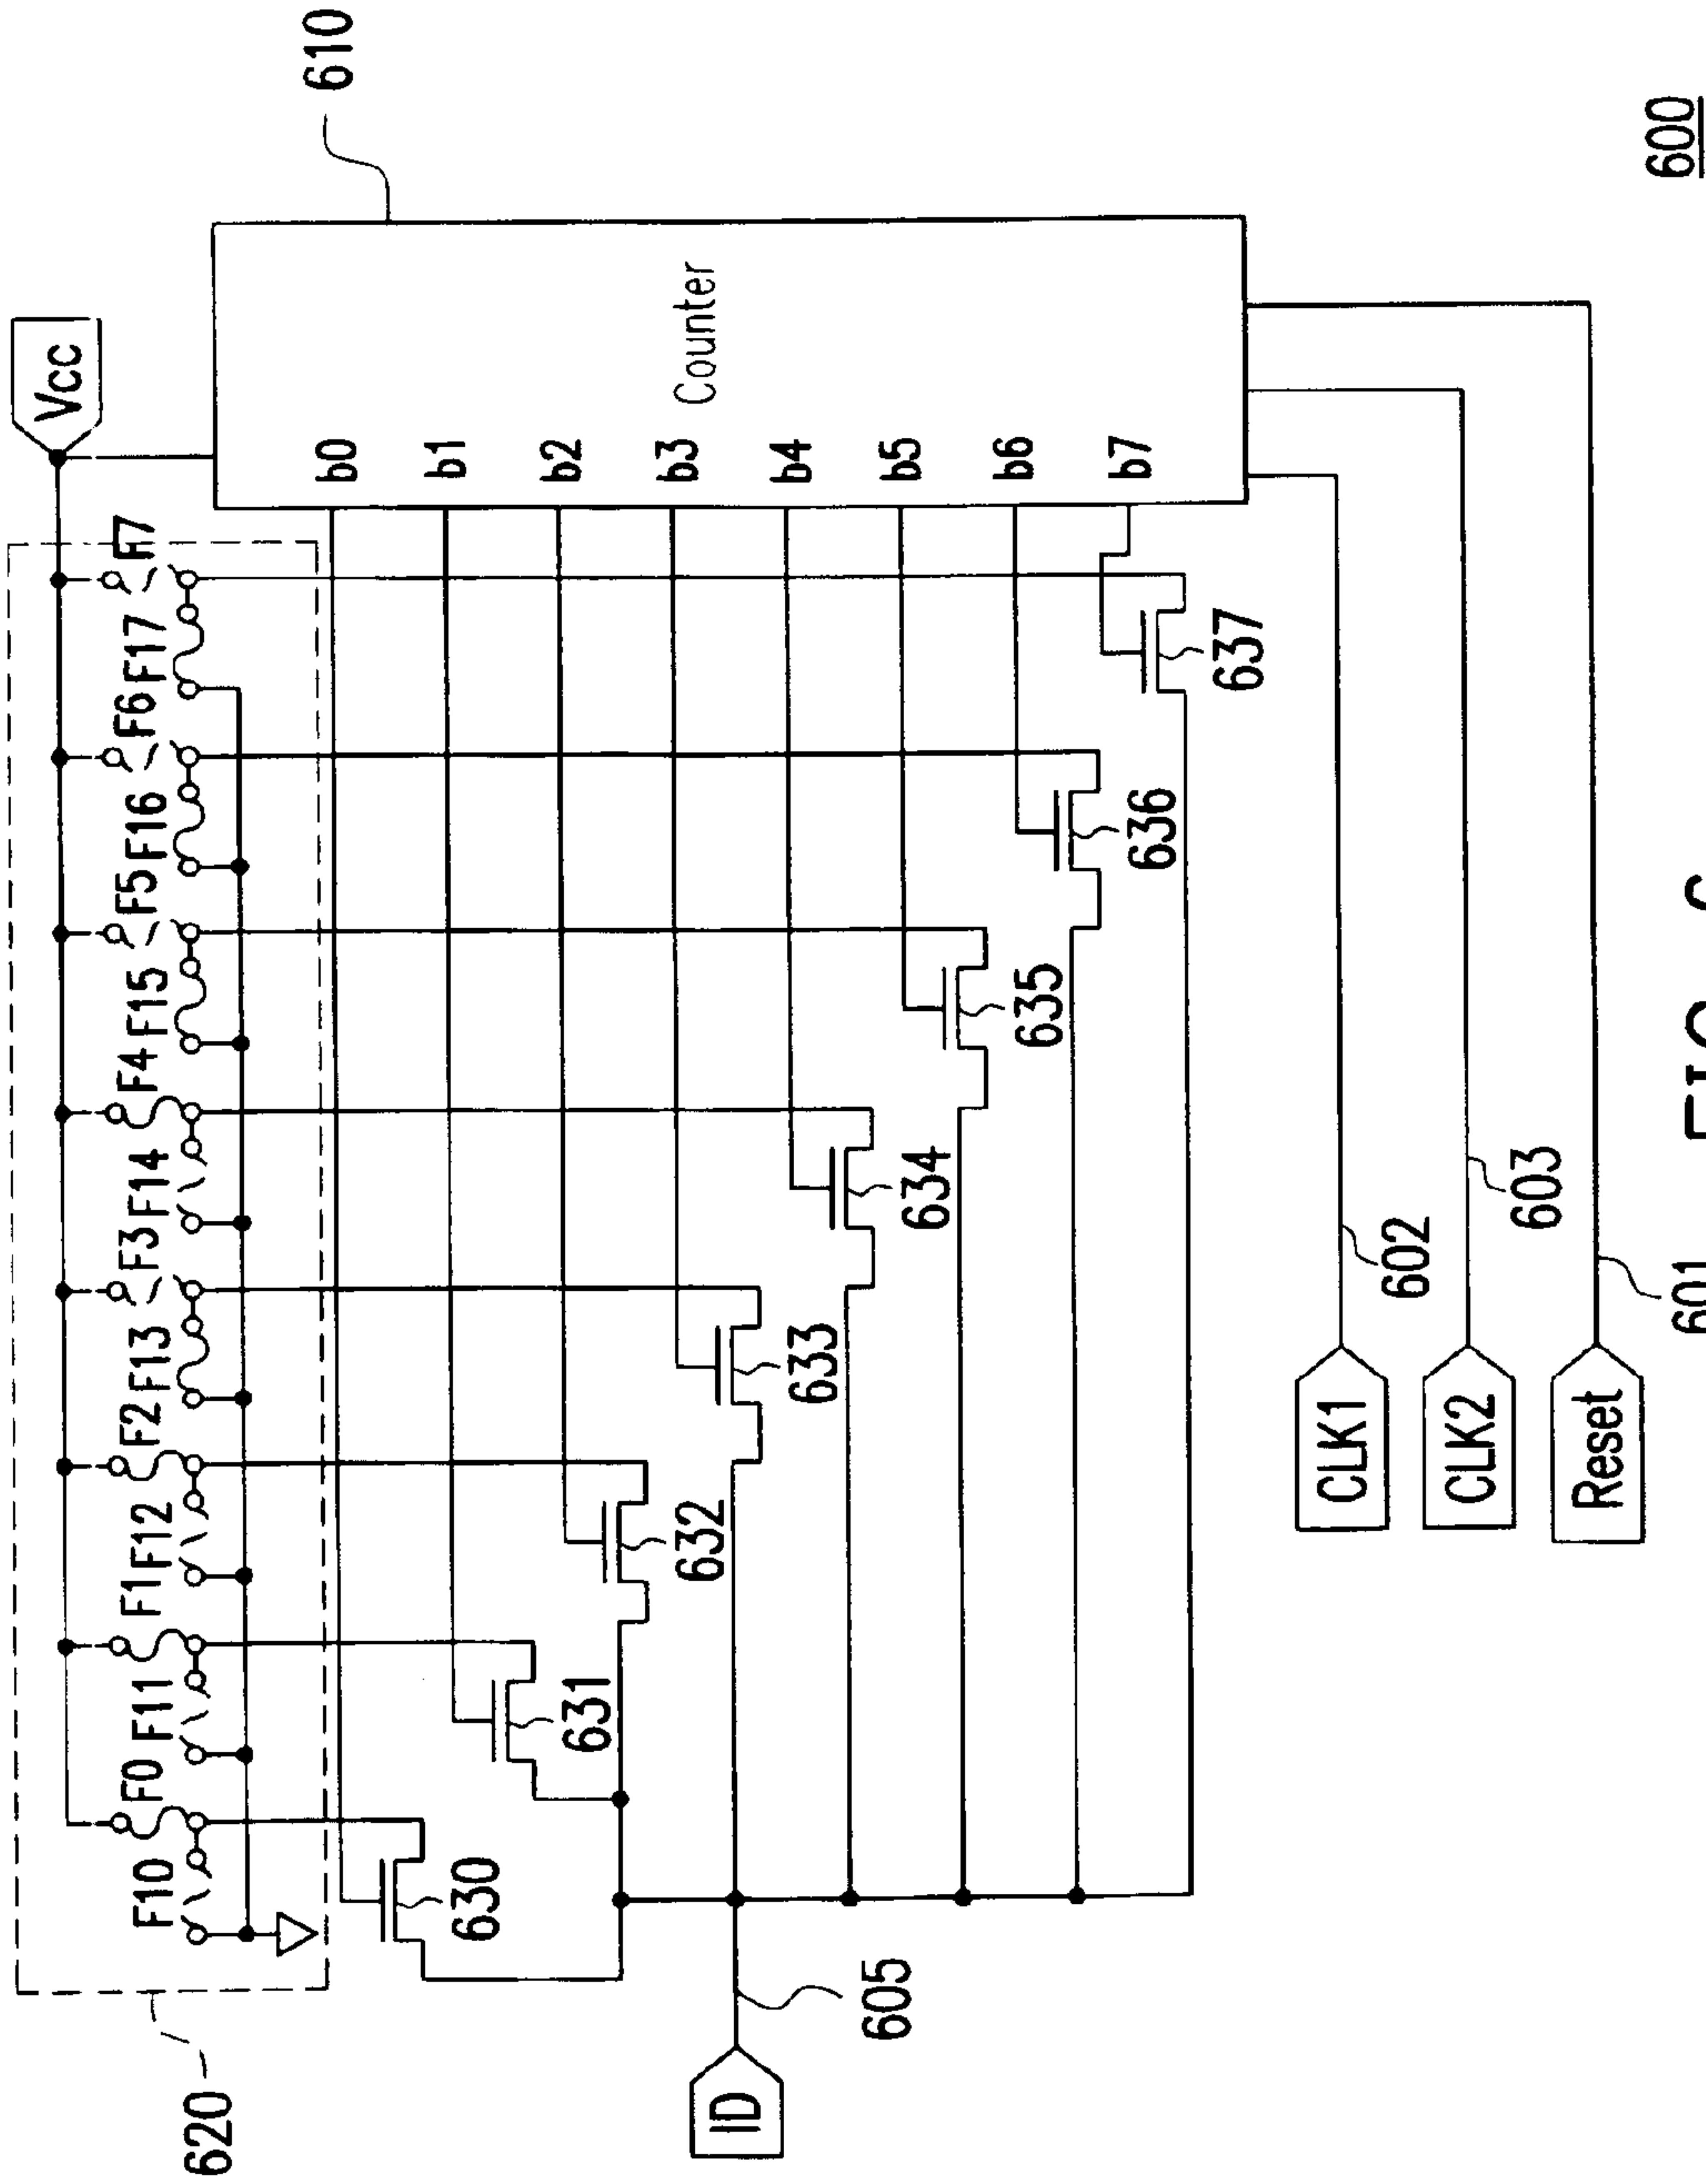 Vcc
F10 F0 F11 F1 F12 F2 F13 F3 F14 F4 F15 F5 F16 F6 F17 F7
620
610
b0
b1
b2
b3
b4
b5
b6
b7
Counter
630
631
632
633
634
635
636
637
ID
605
CLK1
602
CLK2
603
Reset
601
600